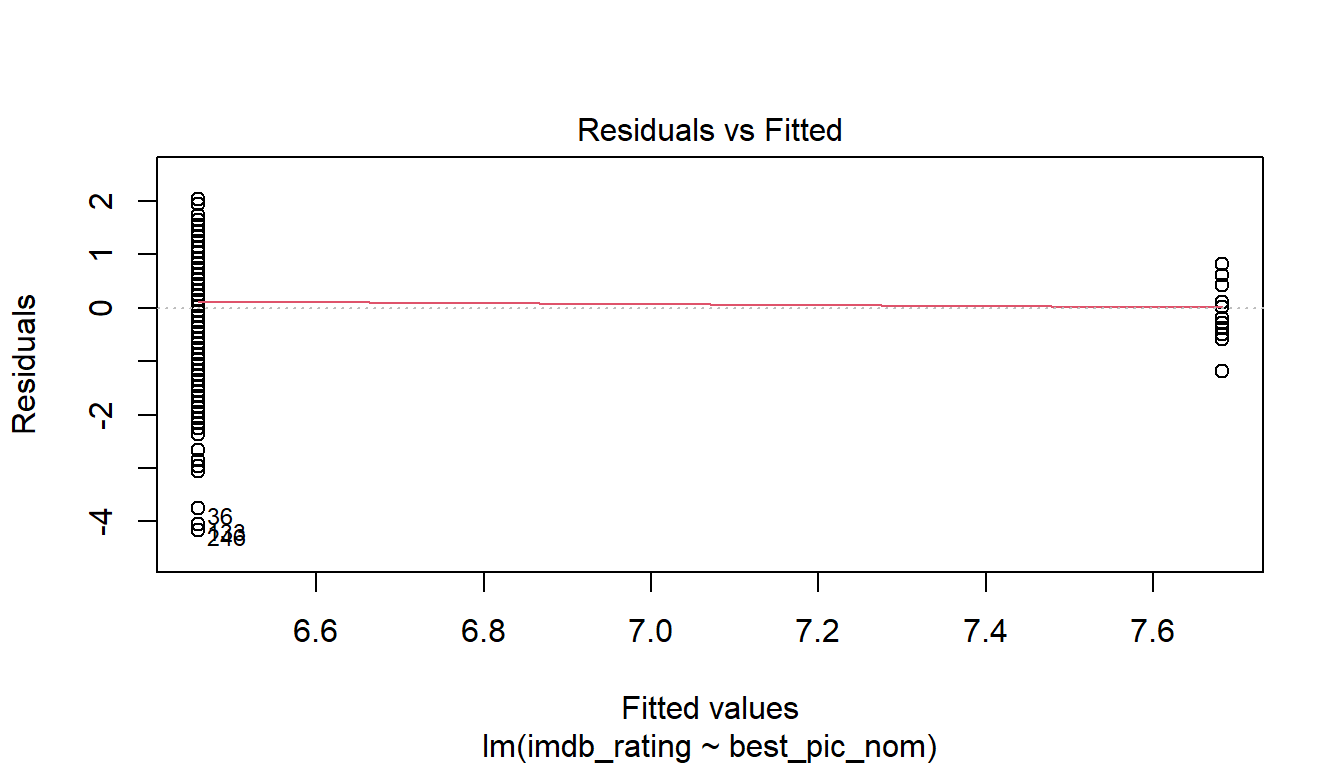 Residuals vs Fitted
Residuals
2
1
0
-2
-4
36
246
6.6 6.8 7.0 7.2 7.4 7.6
Fitted values
lm(imdb_rating ~ best_pic_nom)